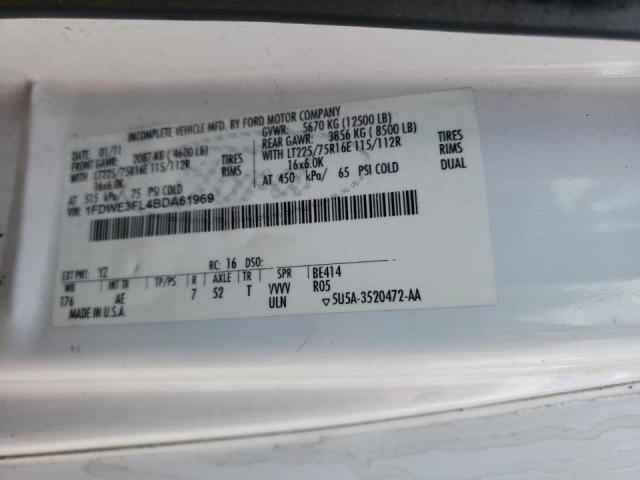 INCOMPLETE VEHICLE MFD. BY FORD MOTOR COMPANY
DATE: 01/11 GVWR: 5670 KG (12500 LB)
FRONT GAWR: 2087 KG (4600 LB) REAR GAWR: 3856 KG (8500 LB)
WITH LT225/75R16E 115/112R TIRES WITH LT225/75R16E 115/112R TIRES
16x6.0K RIMS 16x6.0K RIMS
AT 515 kPa/ 75 PSI COLD AT 450 kPa/ 65 PSI COLD DUAL
VIN: 1FDWE3FL4BDA61969
EXT PNT: YZ RC: 16 DSO:
WB INT TR TP/PS R AXLE TR SPR BE414
176 AE 7 52 T VVVV R05
MADE IN U.S.A. ULN ▽5U5A-3520472-AA